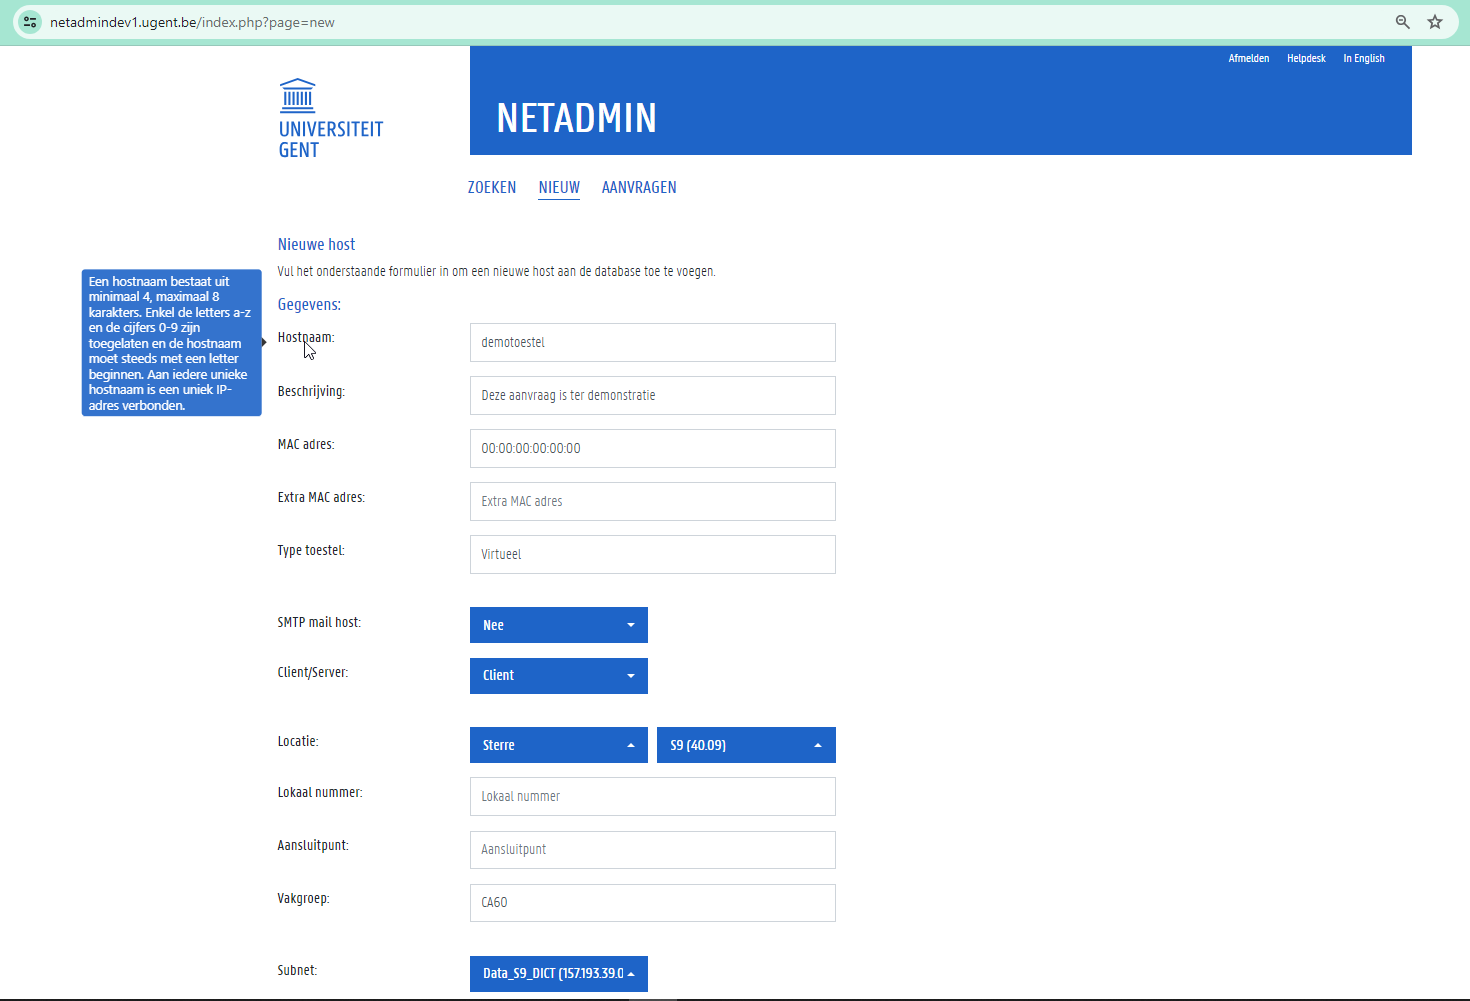 netadmindev1.ugent.be/index.php?page=new
Afmelden Helpdesk In English
NETADMIN
UNIVERSITEIT
GENT
ZOEKEN NIEUW AANVRAGEN
Nieuwe host
Vul het onderstaande formulier in om een nieuwe host aan de database toe te voegen.
Een hostnaam bestaat uit
minimaal 4, maximaal 8
karakters. Enkel de letters a-z
en de cijfers 0-9 zijn
toegelaten en de hostnaam
moet steeds met een letter
beginnen. Aan iedere unieke
hostnaam is een uniek IP-
adres verbonden.
Gegevens:
Hostnaam: demotoestel
Beschrijving: Deze aanvraag is ter demonstratie
MAC adres: 00:00:00:00:00:00
Extra MAC adres: Extra MAC adres
Type toestel: Virtueel
SMTP mail host: Nee
Client/Server: Client
Locatie: Sterre S9 (40.09)
Lokaal nummer: Lokaal nummer
Aansluitpunt: Aansluitpunt
Vakgroep: CA60
Subnet: Data_S9_DICT (157.193.39.0